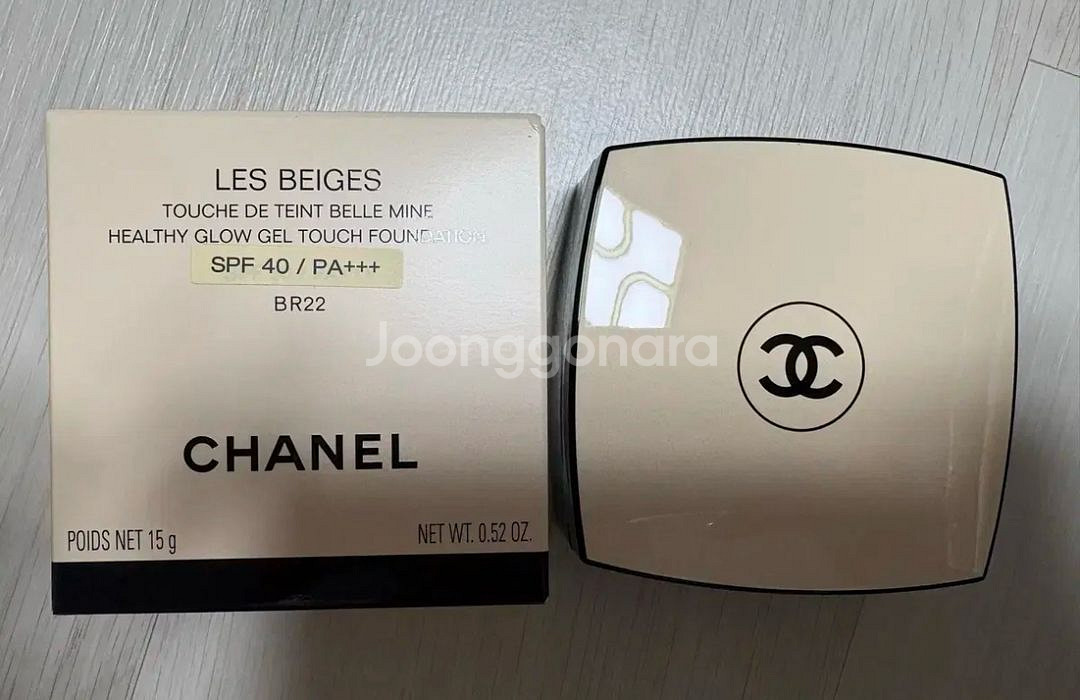 LES BEIGES
TOUCHE DE TEINT BELLE MINE
HEALTHY GLOW GEL TOUCH FOUNDATION
SPF 40 / PA+++
BR22
Joonggonara
CHANEL
POIDS NET 15 g
NET WT. 0.52 OZ.